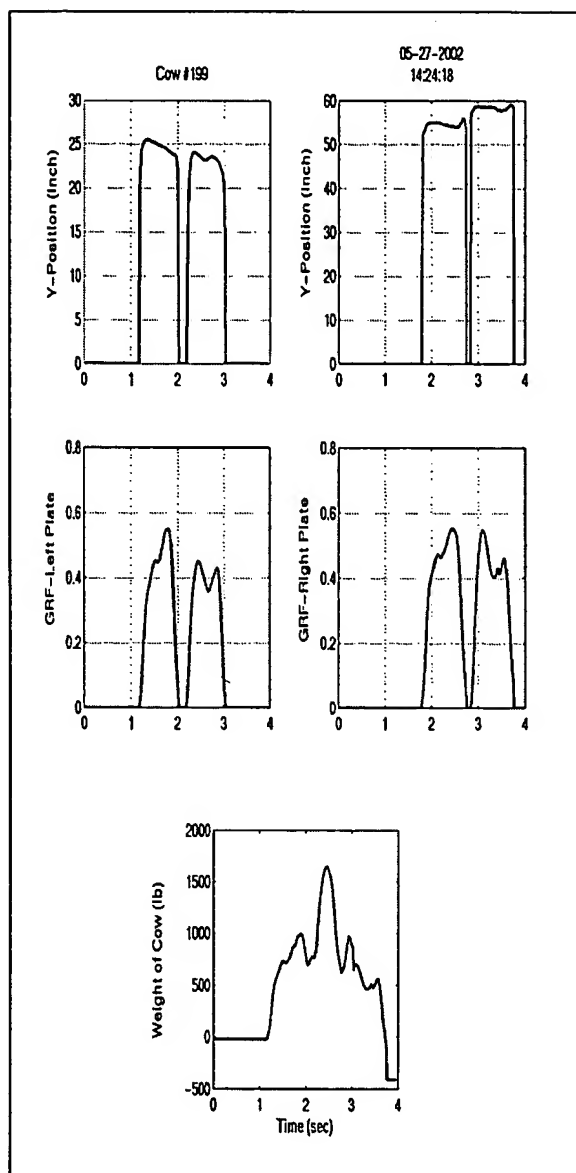 Cow #199
05-27-2002
14:24:18
Y-Position (Inch)
30
25
20
15
10
5
0
0 1 2 3 4
Y-Position (Inch)
60
50
40
30
20
10
0
0 1 2 3 4
GRF-Left Plate
0.8
0.6
0.4
0.2
0
0 1 2 3 4
GRF-Right Plate
0.8
0.6
0.4
0.2
0
0 1 2 3 4
Weight of Cow (lb)
2000
1500
1000
500
0
-500
0 1 2 3 4
Time (sec)